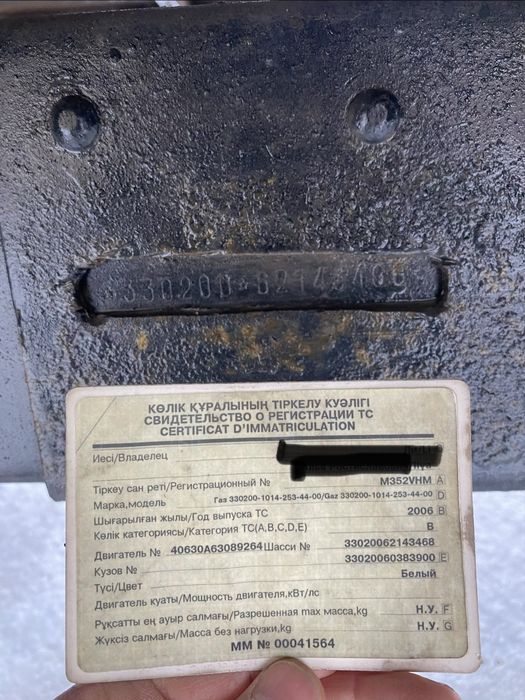 КӨЛІК ҚҰРАЛЫНЫҢ ТІРКЕЛУ КУӘЛІГІ
СВИДЕТЕЛЬСТВО О РЕГИСТРАЦИИ ТС
CERTIFICAT D'IMMATRICULATION
Иесі/Владелец
Тіркеу сан реті/Регистрационный № M352VHM A
Марка,модель Газ 330200-1014-253-44-00/Gaz 330200-1014-253-44-00 D
Шығарылған жылы/Год выпуска ТС 2006 B
Көлік категориясы/Категория ТС(A,B,C,D,E) B
Двигатель № 40630A63089264 Шасси № 33020062143468
Кузов № 33020060383900 E
Түсі/Цвет Белый
Двигатель қуаты/Мощность двигателя,кВт/лс
Рұқсатты ең ауыр салмағы/Разрешенная max масса,kg Н.У. F
Жүксіз салмағы/Масса без нагрузки,kg Н.У. G
MM № 00041564